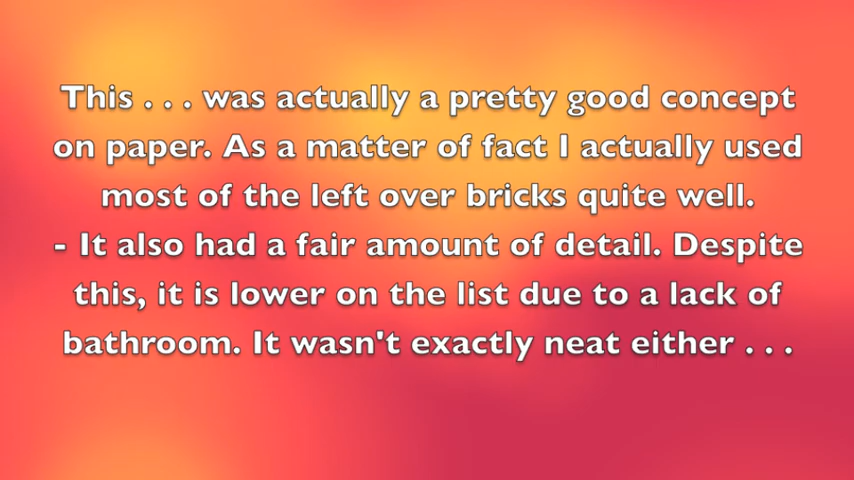 This . . . was actually a pretty good concept
on paper. As a matter of fact I actually used
most of the left over bricks quite well.
- It also had a fair amount of detail. Despite
this, it is lower on the list due to a lack of
bathroom. It wasn't exactly neat either . . .